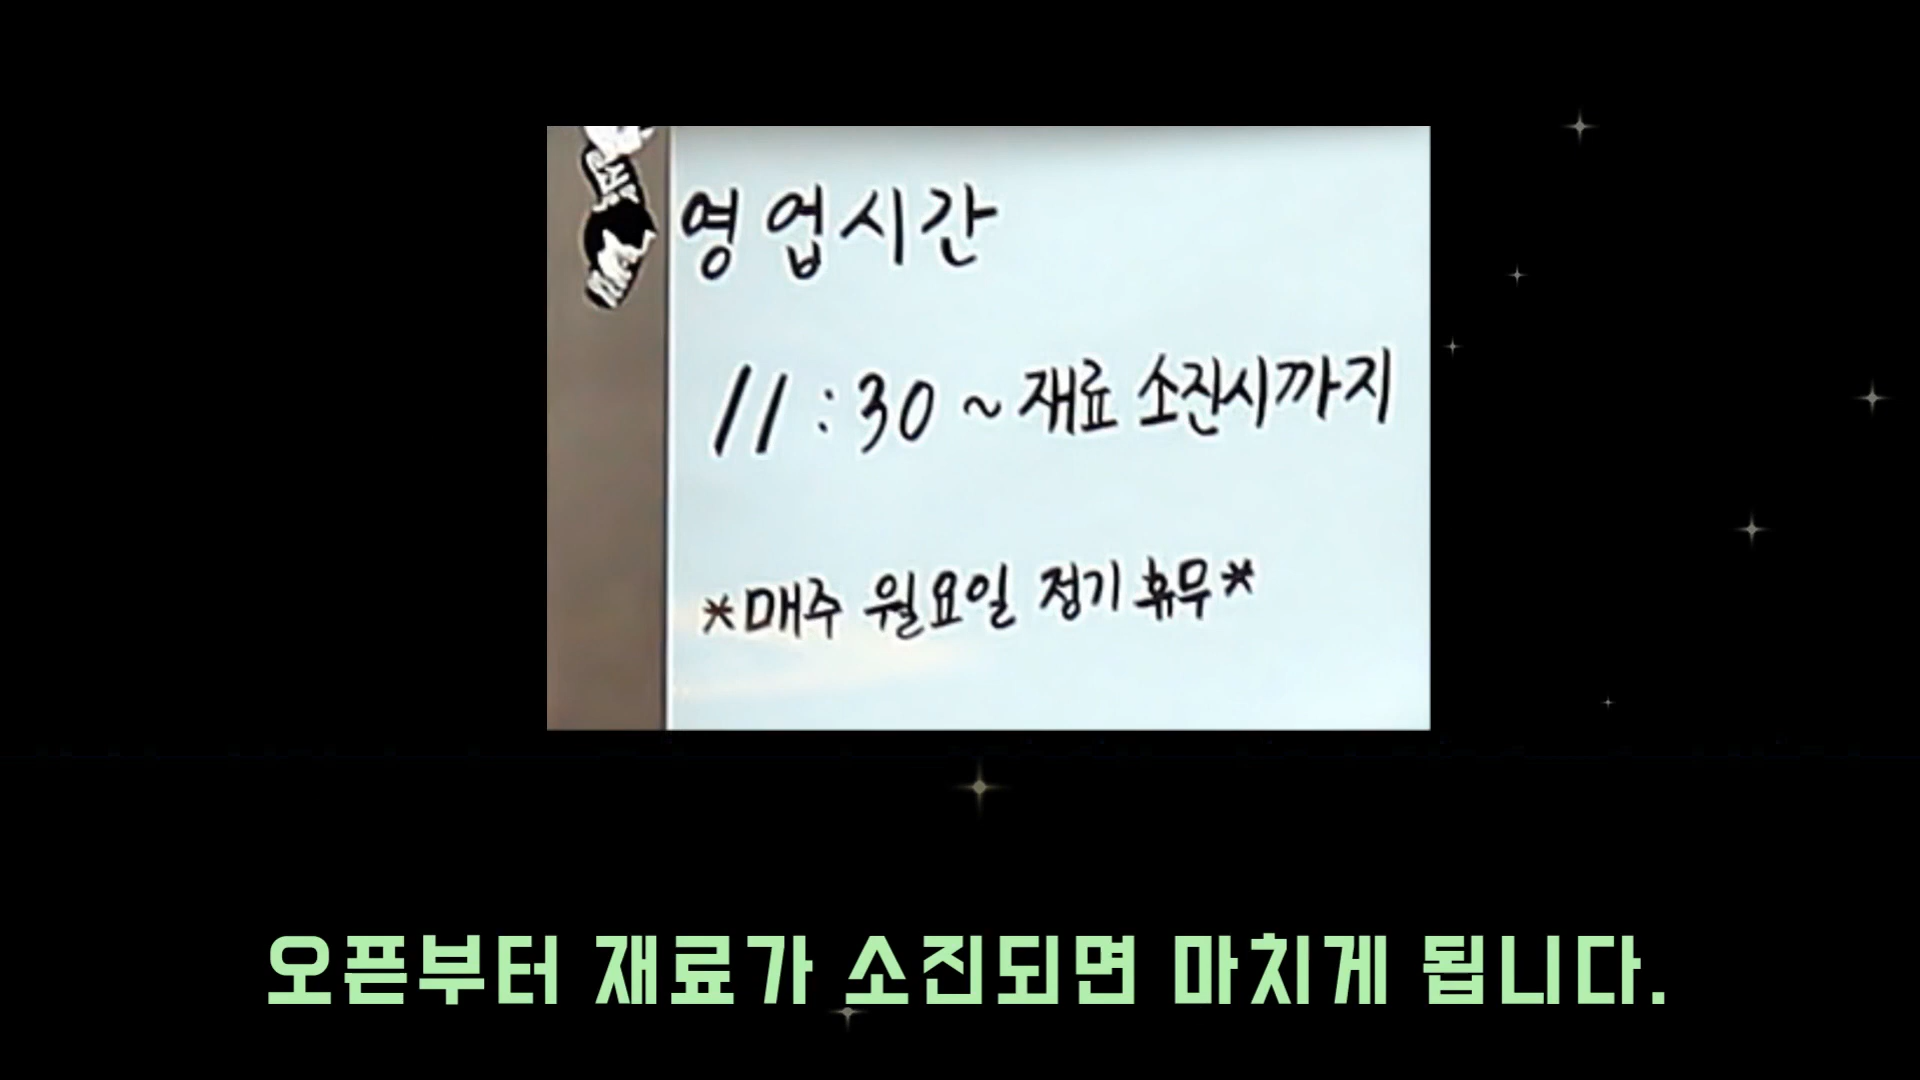 영업시간
11:30 ~ 재료 소진시까지
*매주 월요일 정기휴무*
오픈부터 재료가 소진되면 마치게 됩니다.